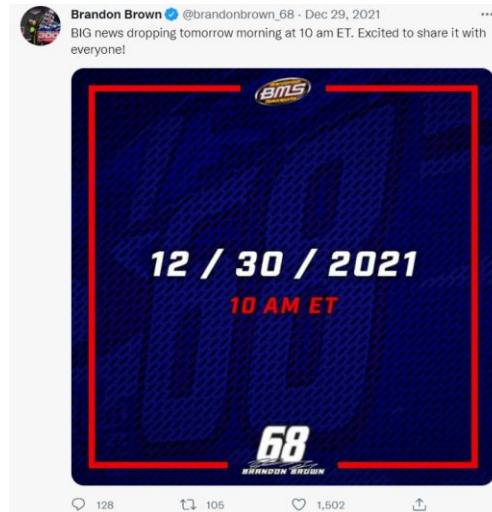 Brandon Brown @brandonbrown_68 · Dec 29, 2021
BIG news dropping tomorrow morning at 10 am ET. Excited to share it with
everyone!
BMS
12 / 30 / 2021
10 AM ET
68
BRANDON BROWN
128 105 1,502